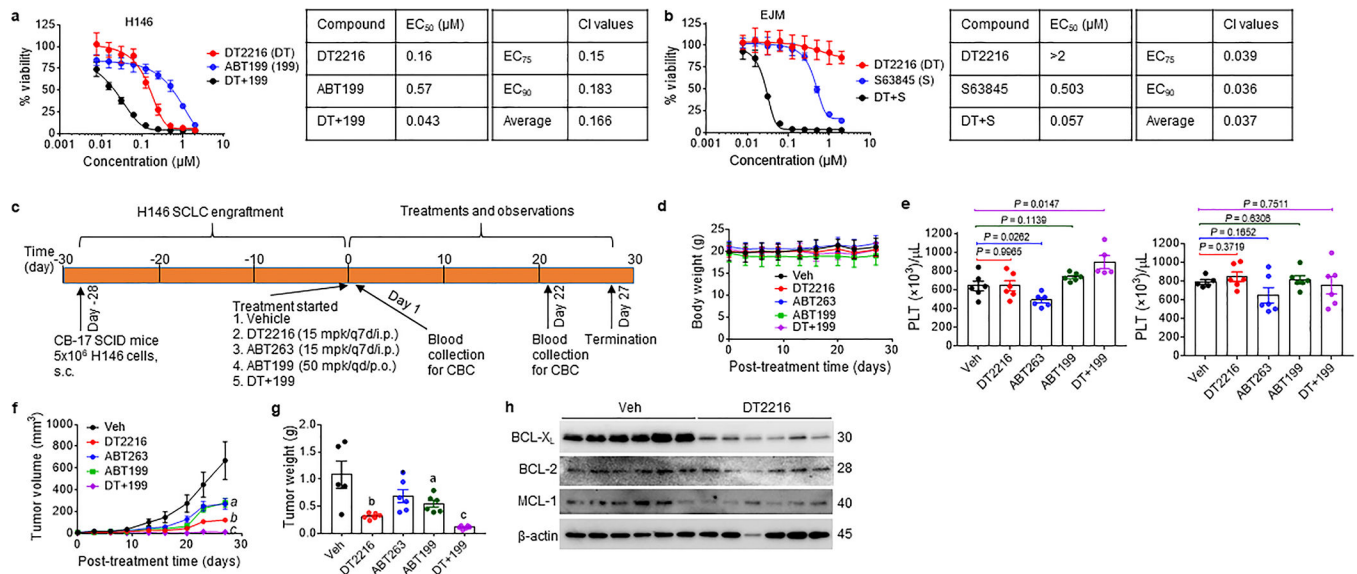 a
H146
% viability
125
100
75
50
25
0
0.001
0.01
0.1
1
10
Concentration (µM)
DT2216 (DT)
ABT199 (199)
DT+199
Compound EC50 (µM)
DT2216 0.16
ABT199 0.57
DT+199 0.043
CI values
EC75 0.15
EC90 0.183
Average 0.166
b
EJM
% viability
125
100
75
50
25
0
0.001
0.01
0.1
1
10
Concentration (µM)
DT2216 (DT)
S63845 (S)
DT+S
Compound EC50 (µM)
DT2216 >2
S63845 0.503
DT+S 0.057
CI values
EC75 0.039
EC90 0.036
Average 0.037
c
H146 SCLC engraftment
Treatments and observations
Time
(day)
-30 -20 -10 0 10 20 30
Day -28
CB-17 SCID mice
5x10⁶ H146 cells,
s.c.
Treatment started
1. Vehicle
2. DT2216 (15 mpk/q7d/i.p.)
3. ABT263 (15 mpk/q7d/i.p.)
4. ABT199 (50 mpk/qd/p.o.)
5. DT+199
Day 1
Blood
collection
for CBC
Day 22
Blood
collection
for CBC
Day 27
Termination
d
Body weight (g)
25
20
15
10
5
0
0 10 20 30
Post-treatment time (days)
Veh
DT2216
ABT263
ABT199
DT+199
e
P = 0.0147
P = 0.1139
P = 0.0262
P = 0.9965
PLT (×10³)/µL
1200
1000
800
600
400
200
0
Veh
DT2216
ABT263
ABT199
DT+199
P = 0.7511
P = 0.6306
P = 0.1652
P = 0.3719
PLT (×10³)/µL
1200
1000
800
600
400
200
0
Veh
DT2216
ABT263
ABT199
DT+199
f
Tumor volume (mm³)
1000
800
600
400
200
0
0 10 20 30
Post-treatment time (days)
Veh
DT2216
ABT263
ABT199
DT+199
a
b
c
g
Tumor weight (g)
2.0
1.5
1.0
0.5
0.0
b
a
c
Veh
DT2216
ABT263
ABT199
DT+199
h
Veh DT2216
BCL-XL 30
BCL-2 28
MCL-1 40
β-actin 45